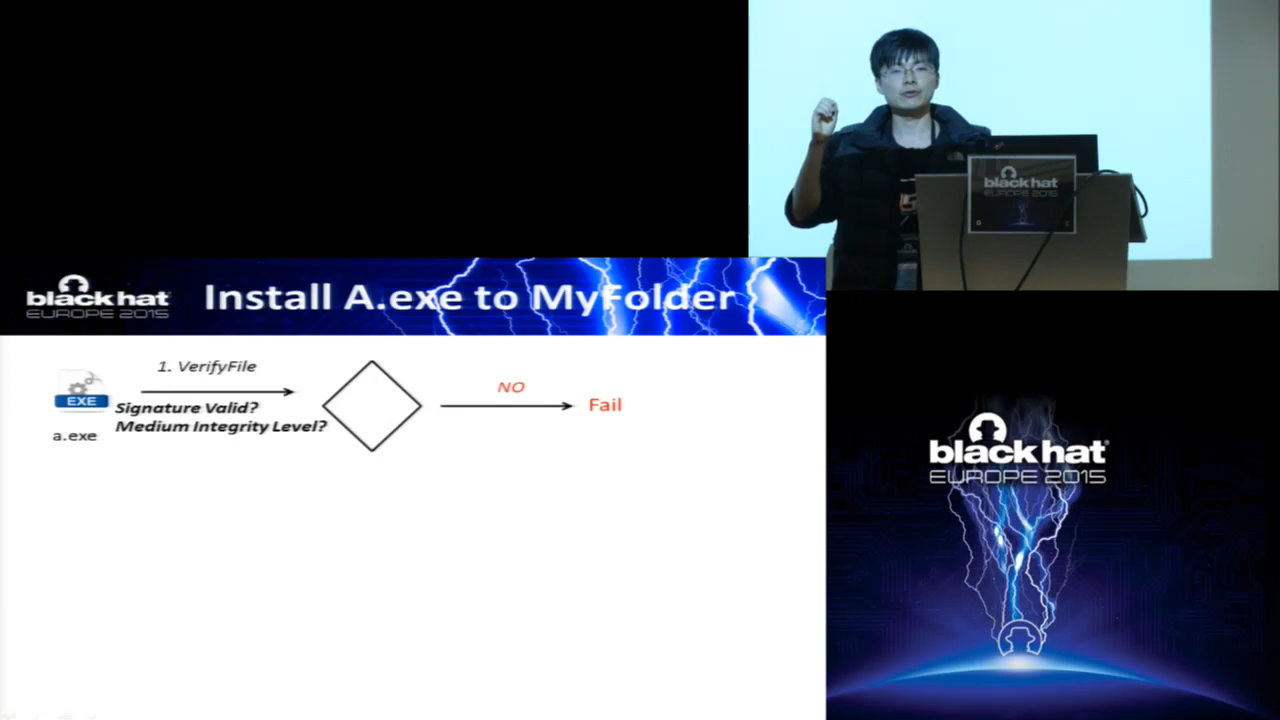 black hat
EUROPE 2015
black hat
EUROPE 2015
Install A.exe to MyFolder
1. VerifyFile
EXE
Signature Valid?
Medium Integrity Level?
a.exe
NO
Fail
black hat
EUROPE 2015